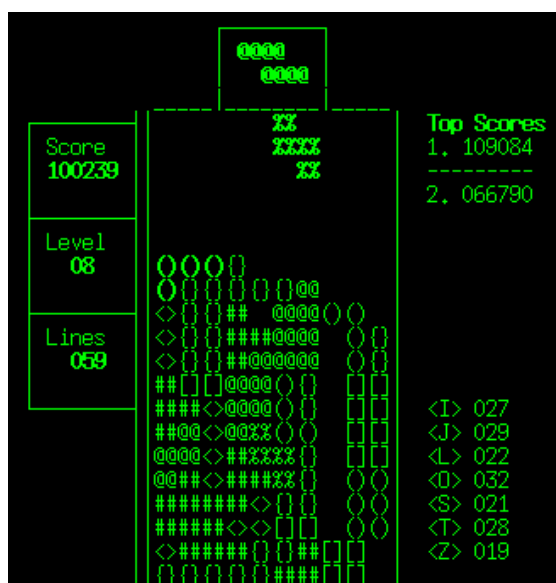 Score
100239
Level
08
Lines
059
Top Scores
1. 109084
---------
2. 066790
<I> 027
<J> 029
<L> 022
<O> 032
<S> 021
<T> 028
<Z> 019